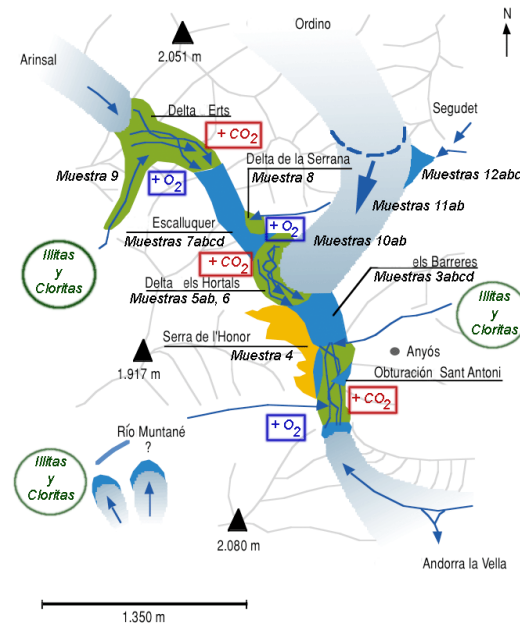 Ordino
N
2.051 m
Arinsal
Segudet
Delta Erts
+ CO2
Delta de la Serrana
Muestra 9
+ O2
Muestra 8
Muestras 12abcd
Muestras 11ab
Escalluquer
+ O2
Muestras 7abcd
Muestras 10ab
+ CO2
els Barreres
Illitas
y
Cloritas
Delta els Hortals
Muestras 3abcd
Muestras 5ab, 6
Illitas
y
Cloritas
Serra de l'Honor
Muestra 4
Anyós
1.917 m
Obturación Sant Antoni
+ CO2
+ O2
Río Muntané
?
Illitas
y
Cloritas
2.080 m
Andorra la Vella
1.350 m